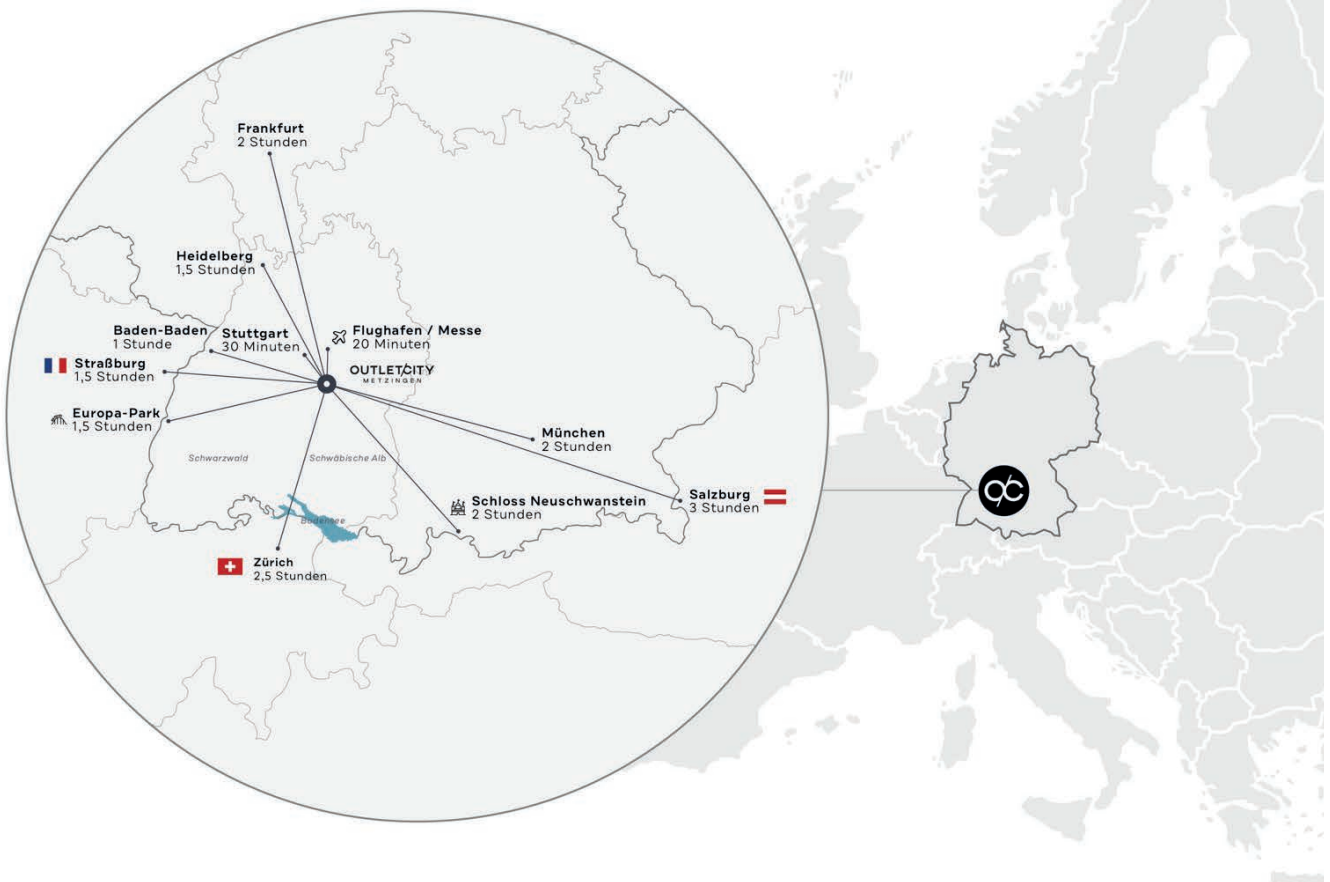 Frankfurt
2 Stunden
Heidelberg
1,5 Stunden
Baden-Baden
1 Stunde
Stuttgart
30 Minuten
Flughafen / Messe
20 Minuten
Straßburg
1,5 Stunden
OUTLETCITY
METZINGEN
Europa-Park
1,5 Stunden
München
2 Stunden
Schwarzwald
Schwäbische Alb
Schloss Neuschwanstein
2 Stunden
Salzburg
3 Stunden
Bodensee
Zürich
2,5 Stunden